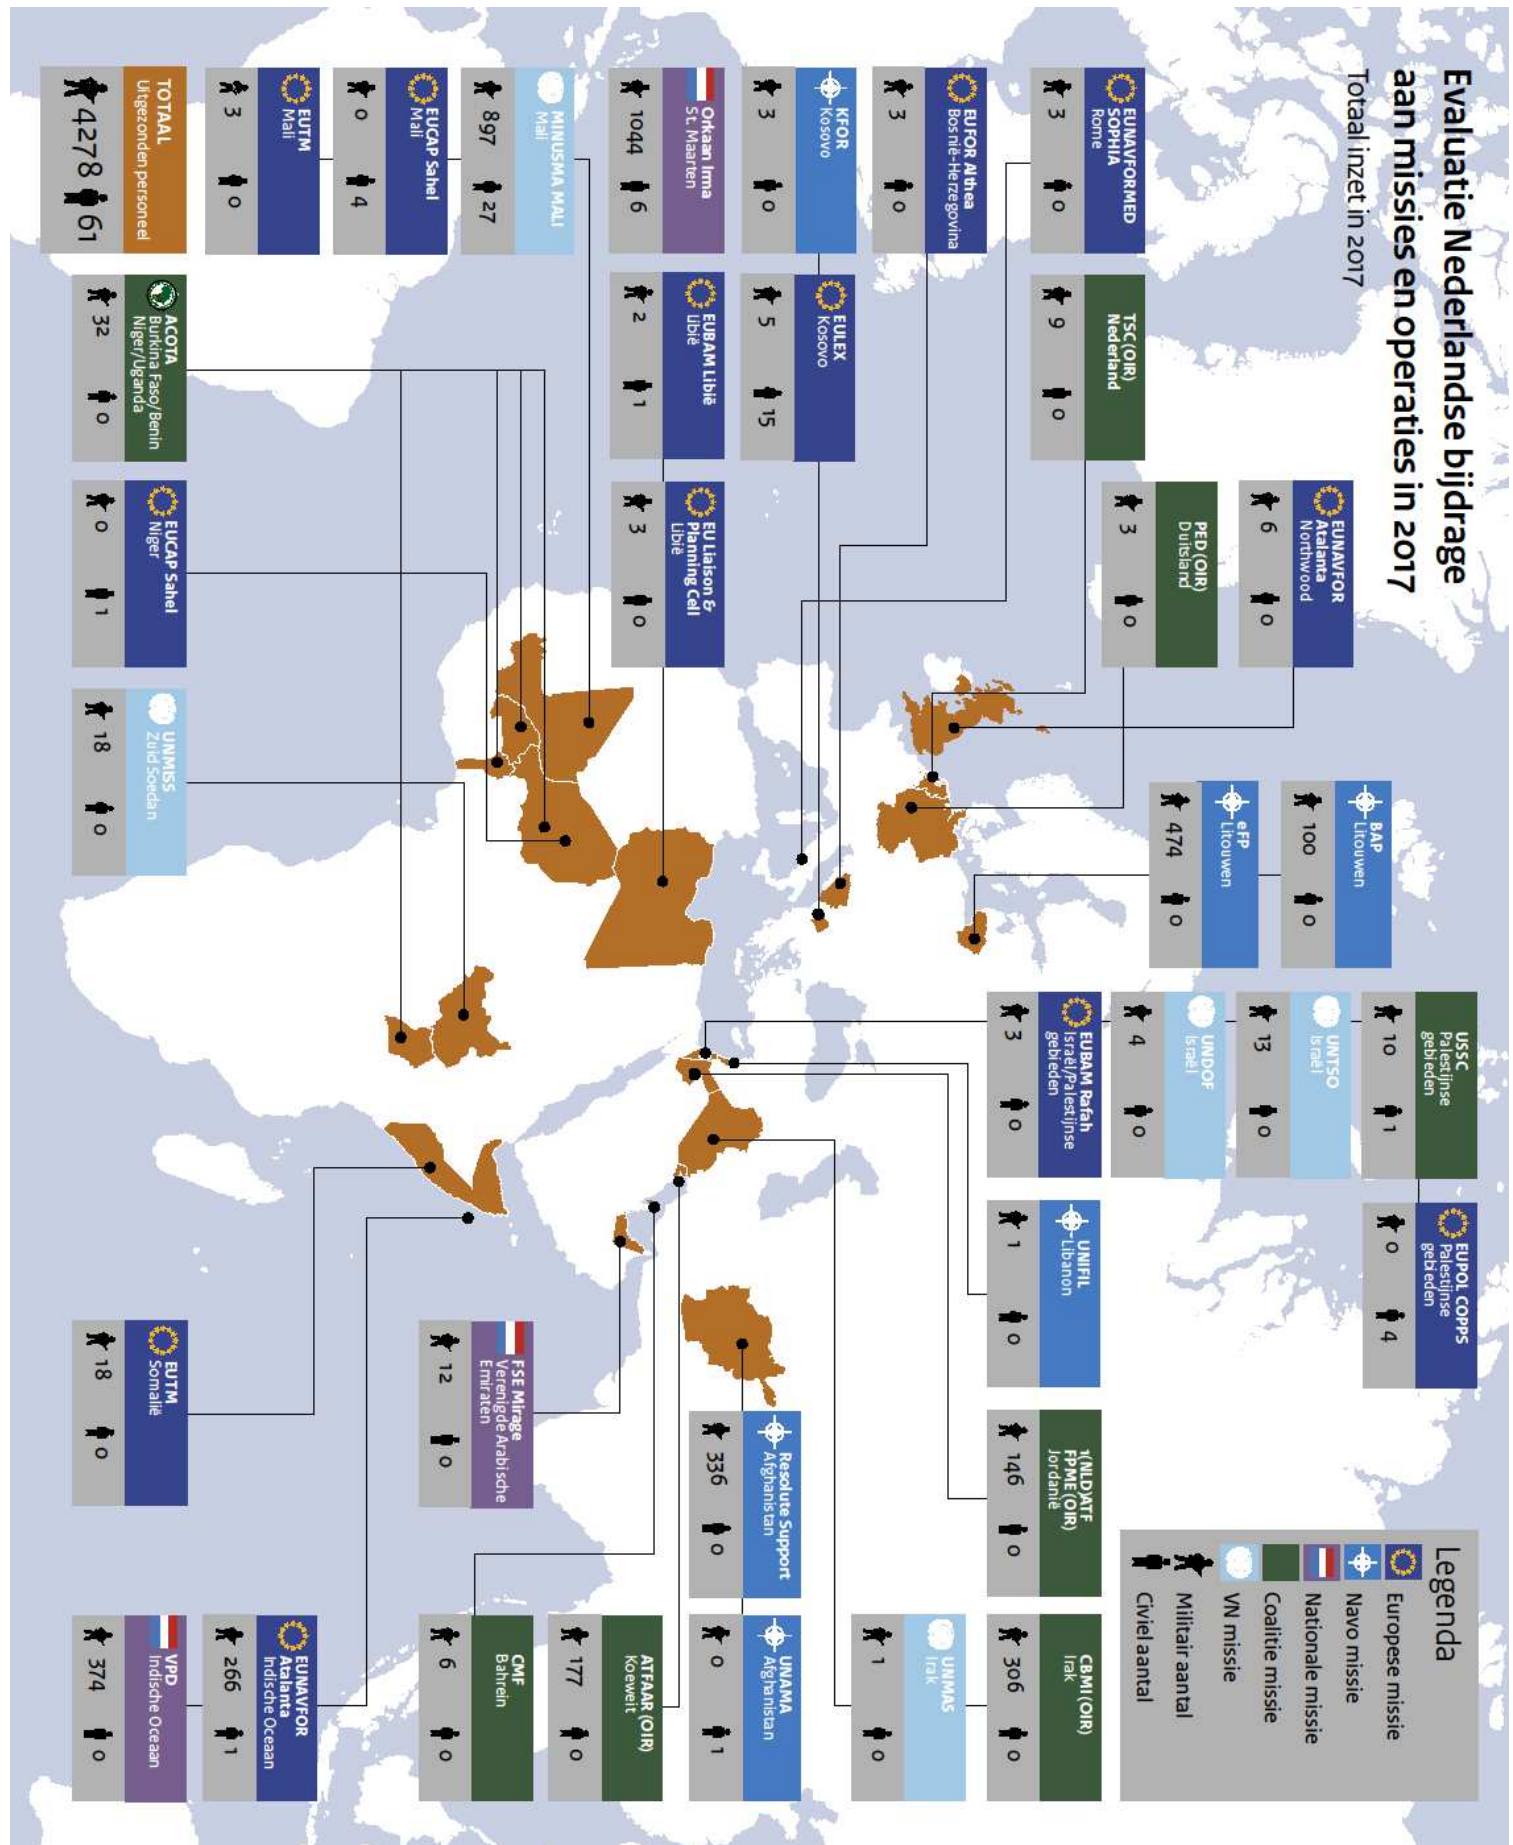 Evaluatie Nederlandse bijdrage
aan missies en operaties in 2017
Totaal inzet in 2017
EUNAVFOR
Atalanta
Northwood
6 0
BAP
Litouwen
100 0
USSC
Palestijnse
gebieden
10 1
EUPOL COPPS
Palestijnse
gebieden
0 4
Legenda
Europese missie
Navo missie
Nationale missie
Coalitie missie
VN missie
Militair aantal
Civiel aantal
UNTSO
Israël
13 0
PED (OIR)
Duitsland
3 0
eFP
Litouwen
474 0
UNDOF
Israël
4 0
EUNAVFORMED
SOPHIA
Rome
3 0
TSC (OIR)
Nederland
9 0
EUBAM Rafah
Israël/Palestijnse
gebieden
3 0
UNIFIL
Libanon
1 0
1(NLD)ATF
FPME (OIR)
Jordanië
146 0
CBMI (OIR)
Irak
306 0
EUFOR Althea
Bosnië-Herzegovina
3 0
UNMAS
Irak
1 0
KFOR
Kosovo
3 0
EULEX
Kosovo
5 15
Resolute Support
Afghanistan
336 0
UNAMA
Afghanistan
0 1
Orkaan Irma
St. Maarten
1044 6
EUBAM Libië
Libië
2 1
EU Liaison &
Planning Cell
Libië
3 0
ATFAAR (OIR)
Koeweit
177 0
MINUSMA MALI
Mali
897 27
FSE Mirage
Verenigde Arabische
Emiraten
12 0
CMF
Bahrein
6 0
EUCAP Sahel
Mali
0 4
EUTM
Mali
3 0
EUNAVFOR
Atalanta
Indische Oceaan
266 1
TOTAAL
Uitgezonden personeel
4278 61
ACOTA
Burkina Faso/Benin
Niger/Uganda
32 0
EUCAP Sahel
Niger
0 1
UNMISS
Zuid Soedan
18 0
EUTM
Somalië
18 0
VPD
Indische Oceaan
374 0